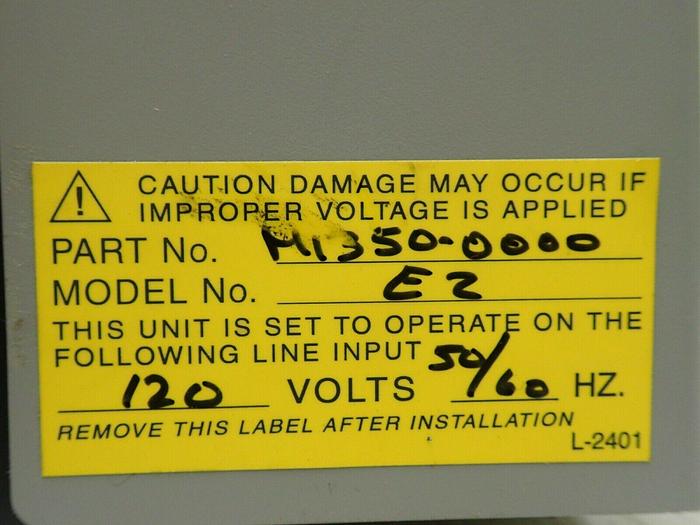 CAUTION DAMAGE MAY OCCUR IF
IMPROPER VOLTAGE IS APPLIED
PART No. M1350-0000
MODEL No. E2
THIS UNIT IS SET TO OPERATE ON THE
FOLLOWING LINE INPUT
120 VOLTS 50/60 HZ.
REMOVE THIS LABEL AFTER INSTALLATION
L-2401